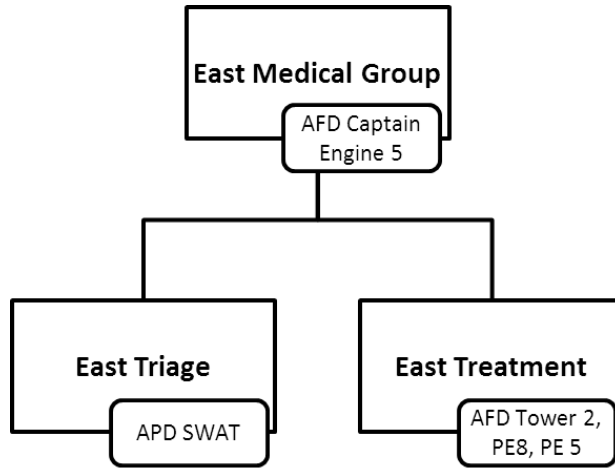 East Medical Group
AFD Captain
Engine 5
East Triage
APD SWAT
East Treatment
AFD Tower 2,
PE8, PE 5